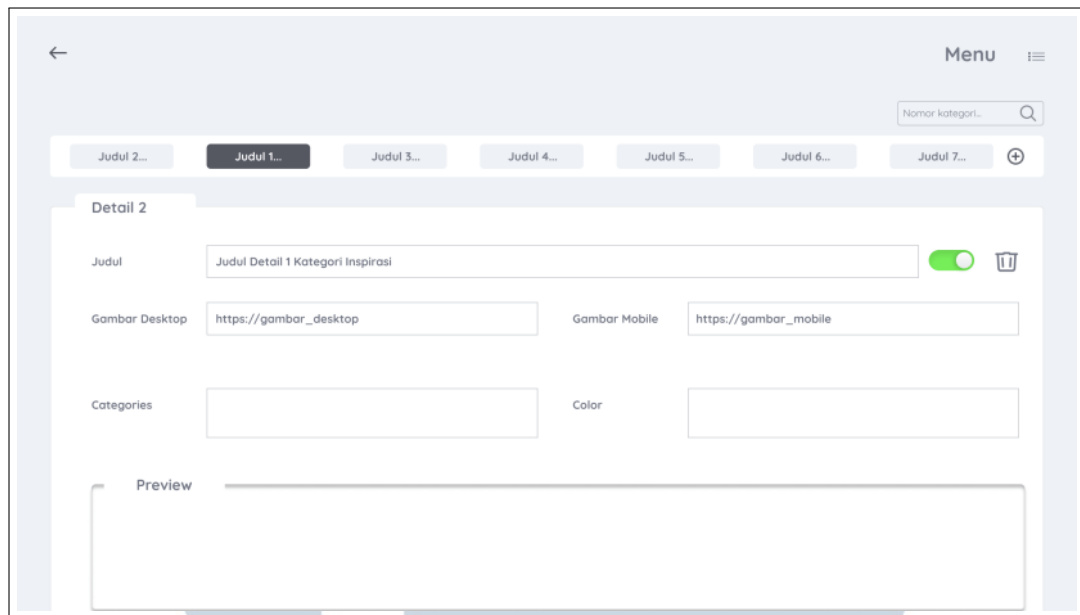 Menu
Nomor kategori...
Judul 2... Judul 1... Judul 3... Judul 4... Judul 5... Judul 6... Judul 7...
Detail 2
Judul Judul Detail 1 Kategori Inspirasi
Gambar Desktop https://gambar_desktop Gambar Mobile https://gambar_mobile
Categories Color
Preview